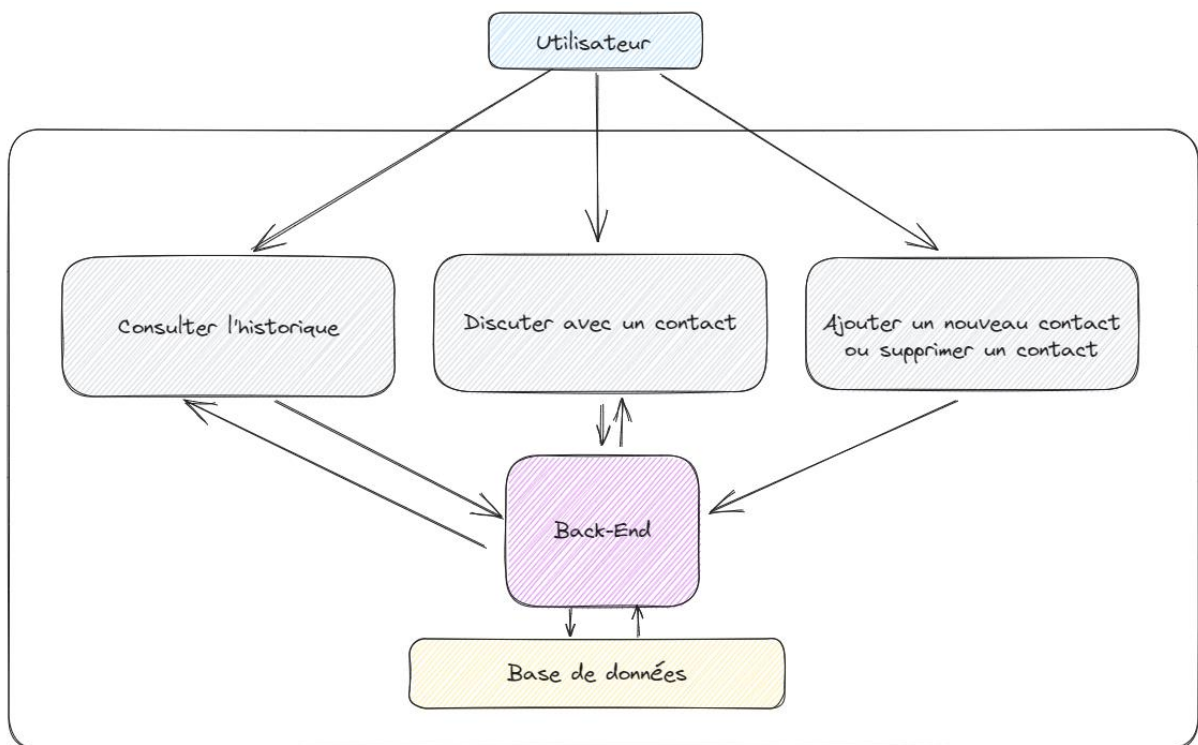 Utilisateur
Consulter l'historique
Discuter avec un contact
Ajouter un nouveau contact
ou supprimer un contact
Back-End
Base de données